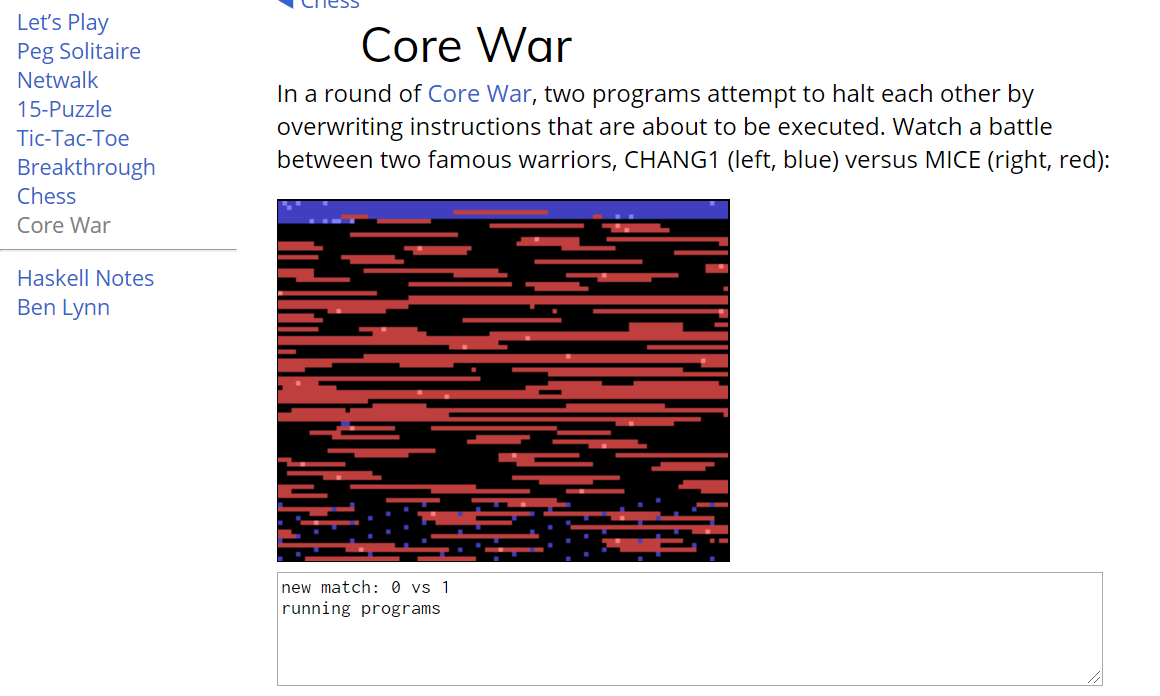 Let’s Play
Peg Solitaire
Netwalk
15-Puzzle
Tic-Tac-Toe
Breakthrough
Chess
Core War
Haskell Notes
Ben Lynn
◀ Chess
Core War
In a round of Core War, two programs attempt to halt each other by
overwriting instructions that are about to be executed. Watch a battle
between two famous warriors, CHANG1 (left, blue) versus MICE (right, red):
new match: 0 vs 1
running programs